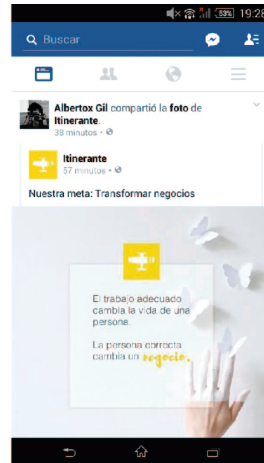 53% 19:28
Buscar
Albertox Gil compartió la foto de
Itinerante.
38 minutos •
Itinerante
57 minutos •
Nuestra meta: Transformar negocios
El trabajo adecuado
cambia la vida de una
persona.
La persona correcta
cambia un negocio.